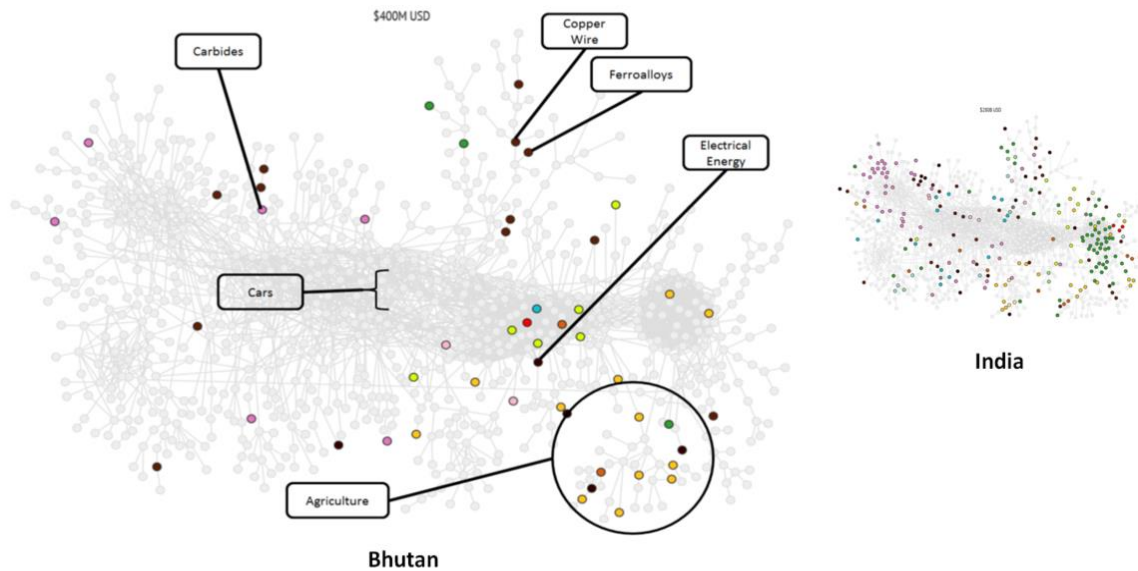 $400M USD
Copper
Wire
Carbides
Ferroalloys
Electrical
Energy
Cars
Agriculture
Bhutan
India